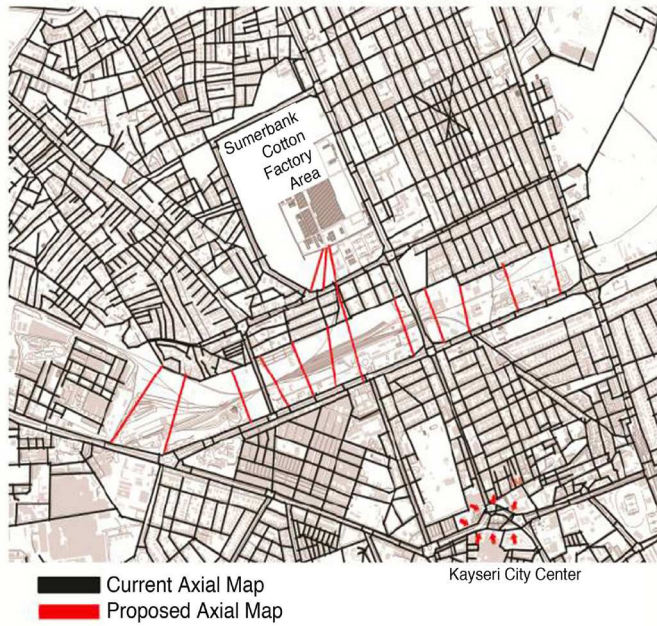 Sumerbank
Cotton
Factory
Area
Kayseri City Center
Current Axial Map
Proposed Axial Map